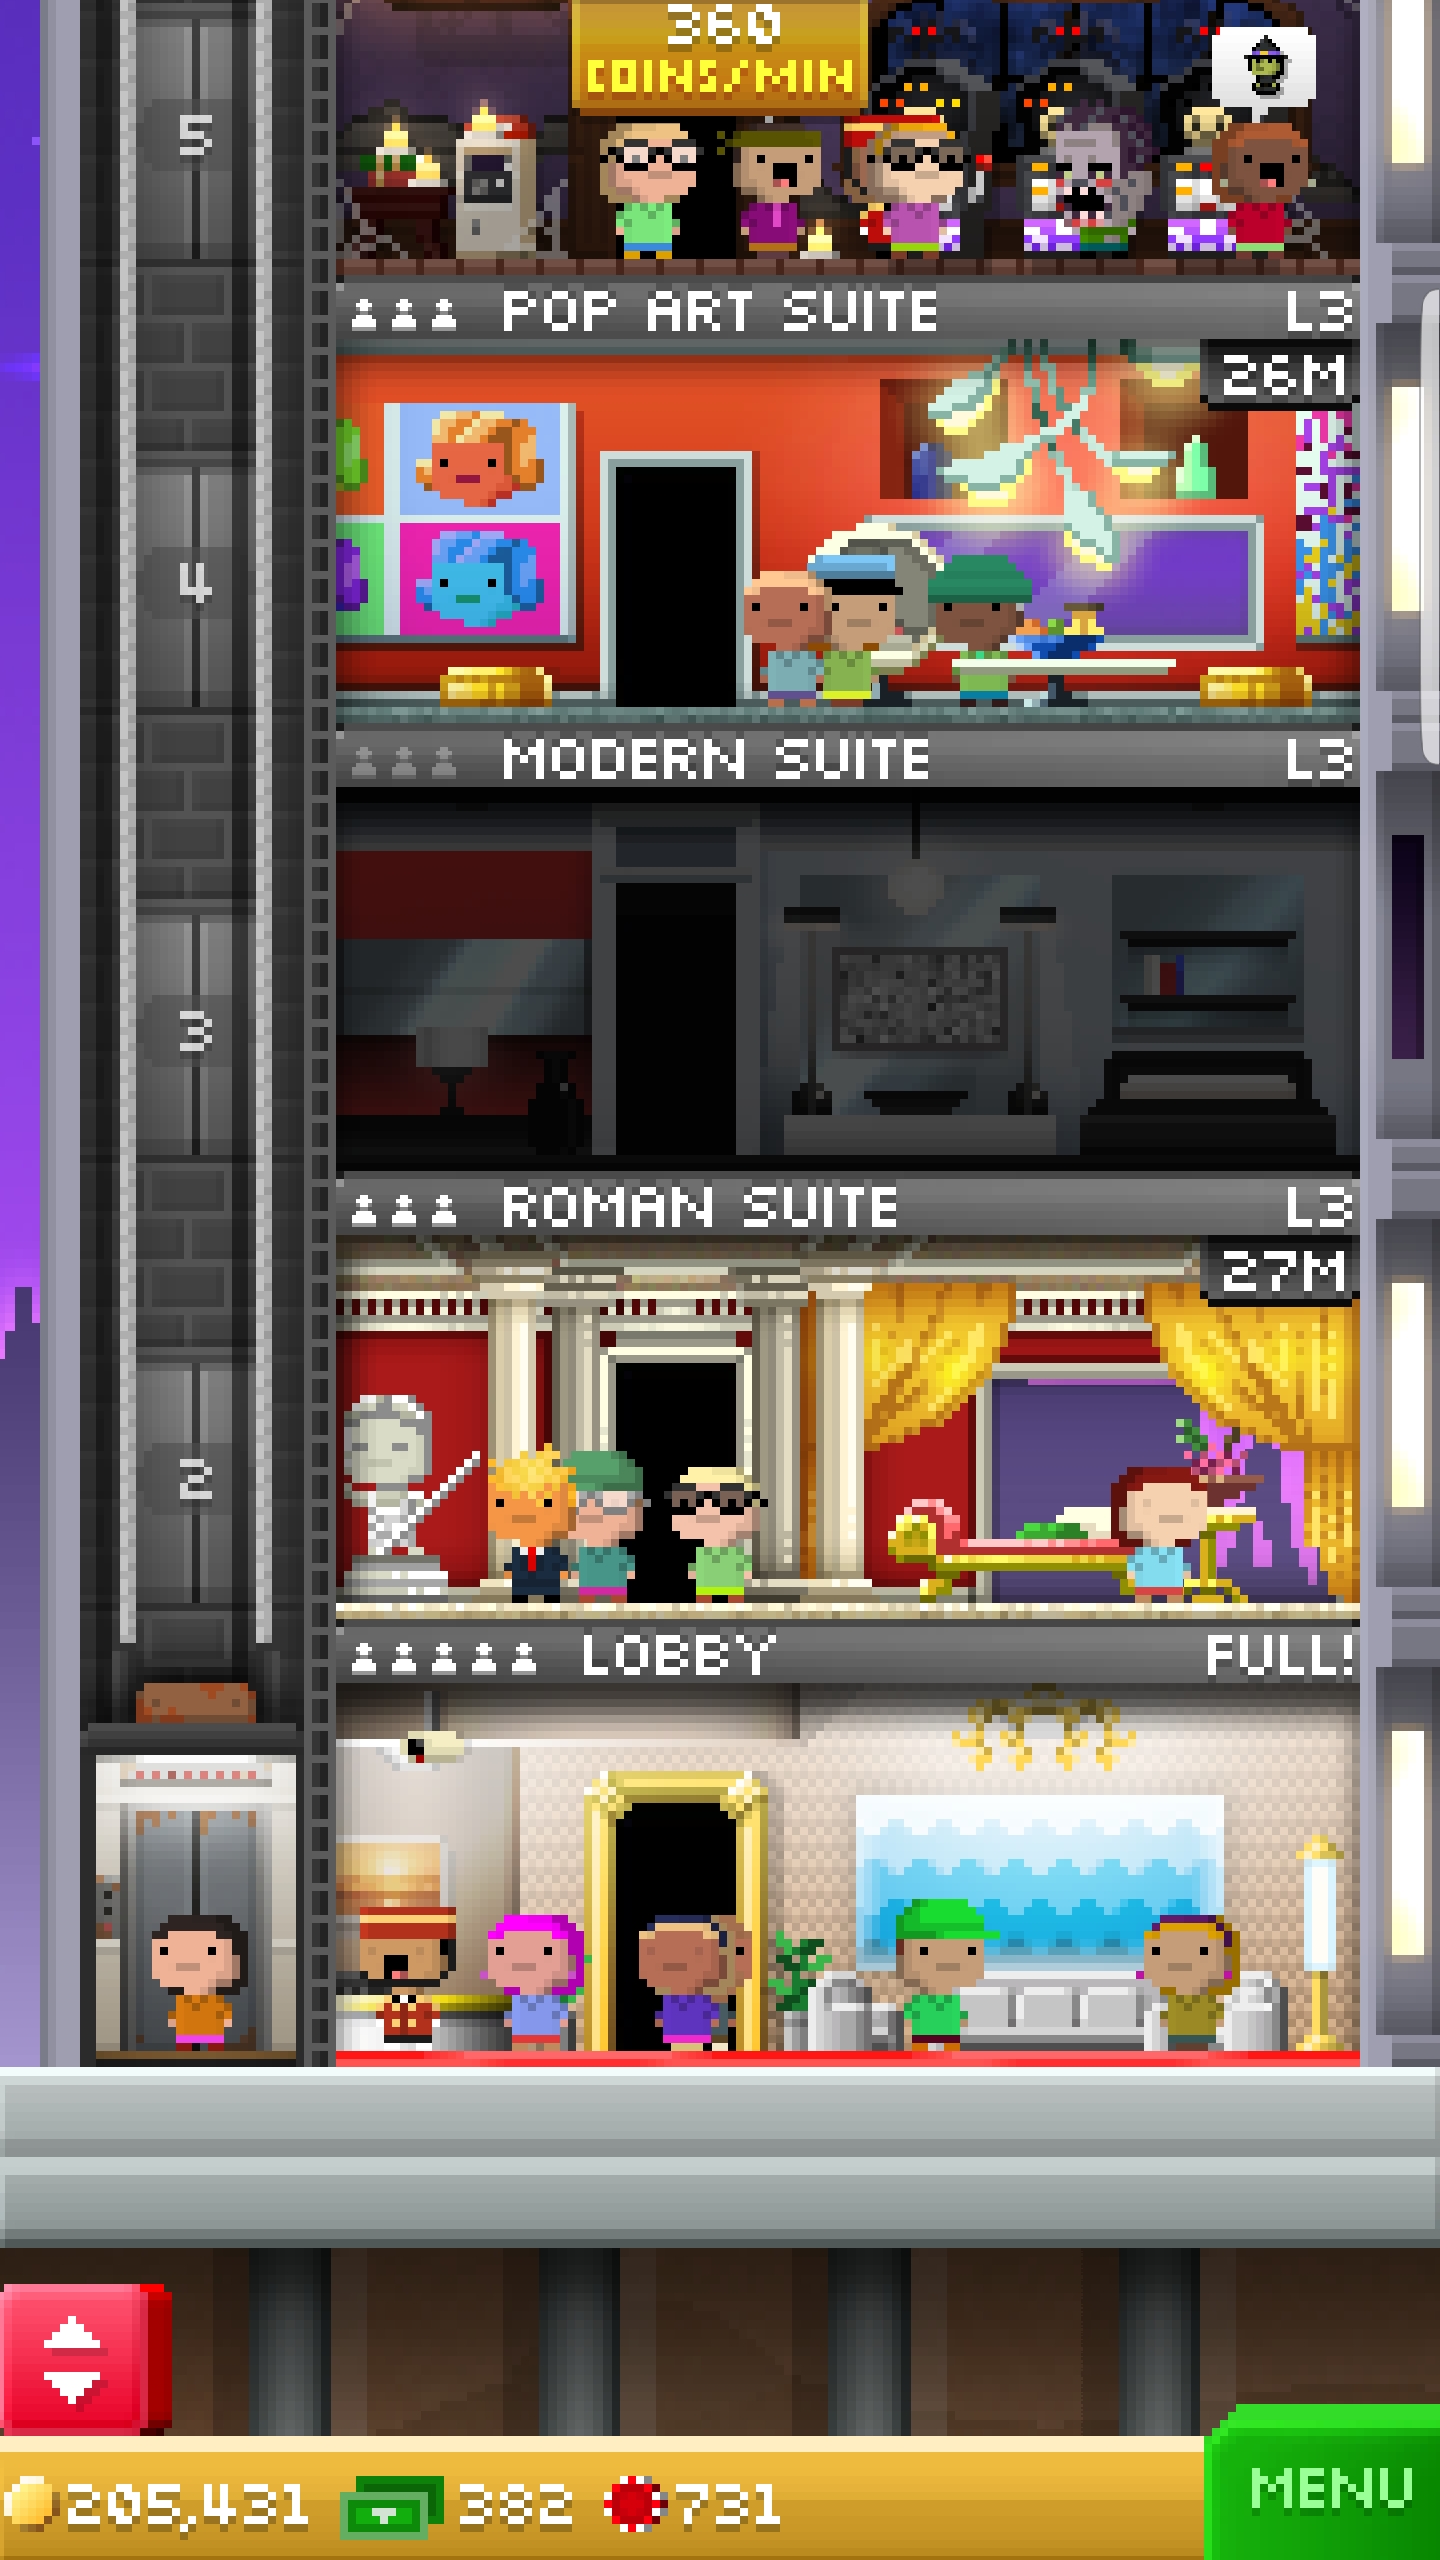 360
COINS/MIN
5
POP ART SUITE L3
26M
4
MODERN SUITE L3
3
ROMAN SUITE L3
27M
2
LOBBY FULL!
205,431 382 731
MENU